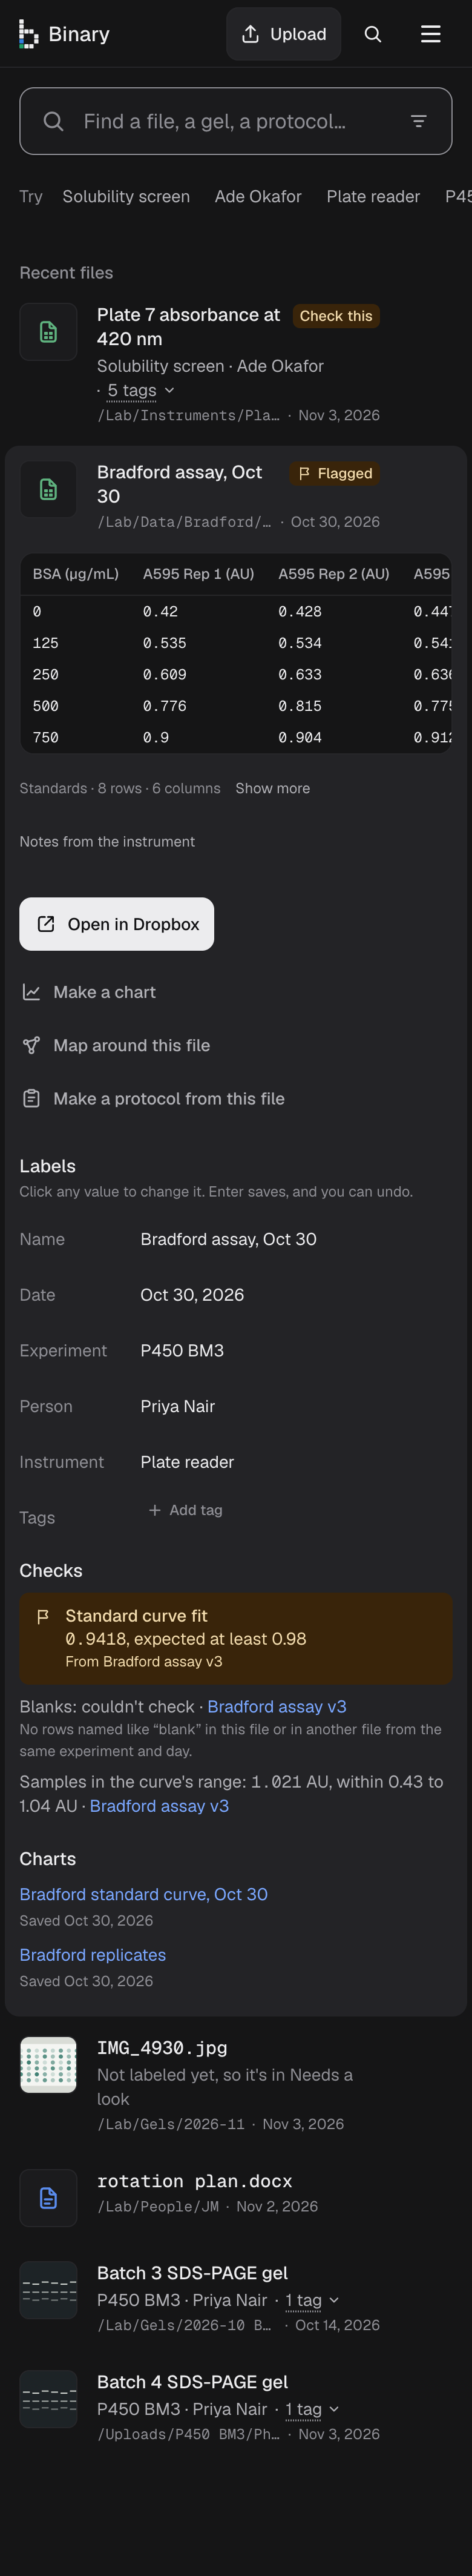 Binary
Upload
Find a file, a gel, a protocol...
Try Solubility screen Ade Okafor Plate reader P45
Recent files
Plate 7 absorbance at
420 nm
Check this
Solubility screen · Ade Okafor
· 5 tags
/Lab/Instruments/Pla… · Nov 3, 2026
Bradford assay, Oct
30
Flagged
/Lab/Data/Bradford/… · Oct 30, 2026
BSA (µg/mL) A595 Rep 1 (AU) A595 Rep 2 (AU) A595
0 0.42 0.428 0.447
125 0.535 0.534 0.541
250 0.609 0.633 0.636
500 0.776 0.815 0.775
750 0.9 0.904 0.912
Standards · 8 rows · 6 columns Show more
Notes from the instrument
Open in Dropbox
Make a chart
Map around this file
Make a protocol from this file
Labels
Click any value to change it. Enter saves, and you can undo.
Name Bradford assay, Oct 30
Date Oct 30, 2026
Experiment P450 BM3
Person Priya Nair
Instrument Plate reader
Tags + Add tag
Checks
Standard curve fit
0.9418, expected at least 0.98
From Bradford assay v3
Blanks: couldn't check · Bradford assay v3
No rows named like “blank” in this file or in another file from the
same experiment and day.
Samples in the curve's range: 1.021 AU, within 0.43 to
1.04 AU · Bradford assay v3
Charts
Bradford standard curve, Oct 30
Saved Oct 30, 2026
Bradford replicates
Saved Oct 30, 2026
IMG_4930.jpg
Not labeled yet, so it's in Needs a
look
/Lab/Gels/2026-11 · Nov 3, 2026
rotation plan.docx
/Lab/People/JM · Nov 2, 2026
Batch 3 SDS-PAGE gel
P450 BM3 · Priya Nair · 1 tag
/Lab/Gels/2026-10 B… · Oct 14, 2026
Batch 4 SDS-PAGE gel
P450 BM3 · Priya Nair · 1 tag
/Uploads/P450 BM3/Ph… · Nov 3, 2026